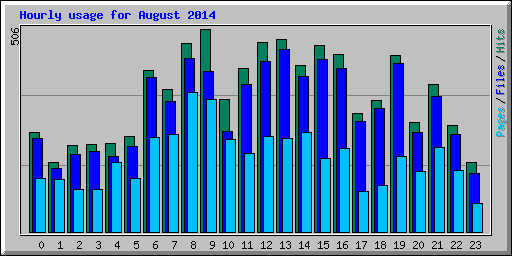 Hourly usage for August 2014
506
Pages / Files / Hits
0 1 2 3 4 5 6 7 8 9 10 11 12 13 14 15 16 17 18 19 20 21 22 23